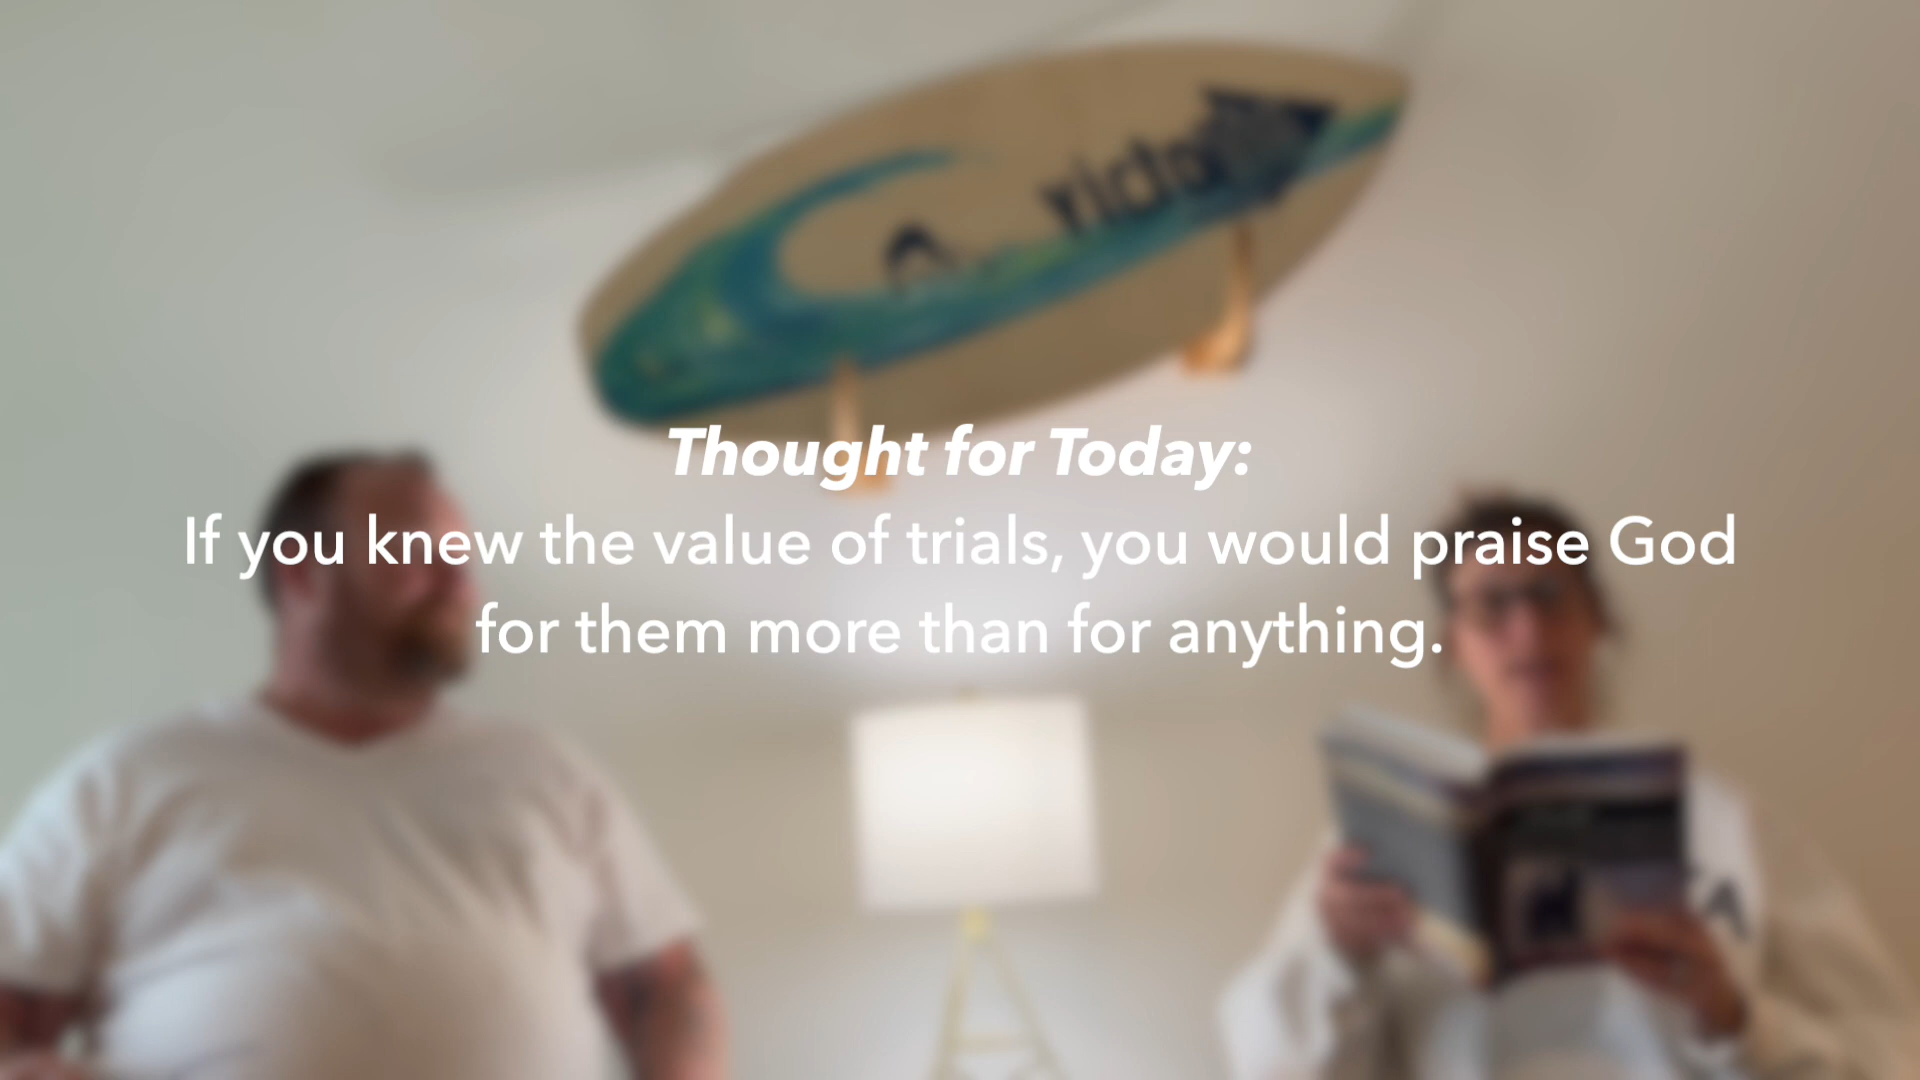 Thought for Today:
If you knew the value of trials, you would praise God
for them more than for anything.